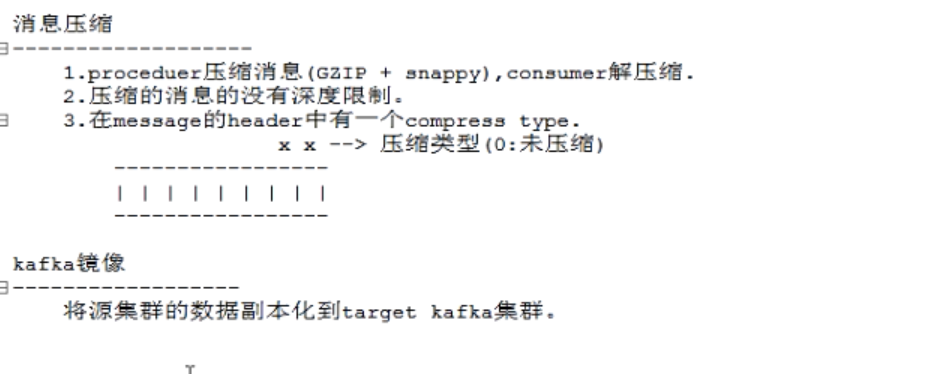 消息压缩
-------------------
1.proceduer压缩消息(GZIP + snappy),consumer解压缩.
2.压缩的消息的没有深度限制。
3.在message的header中有一个compress type.
x x --> 压缩类型(0:未压缩)
-----------------
| | | | | | | | |
-----------------
kafka镜像
------------------
将源集群的数据副本化到target kafka集群。